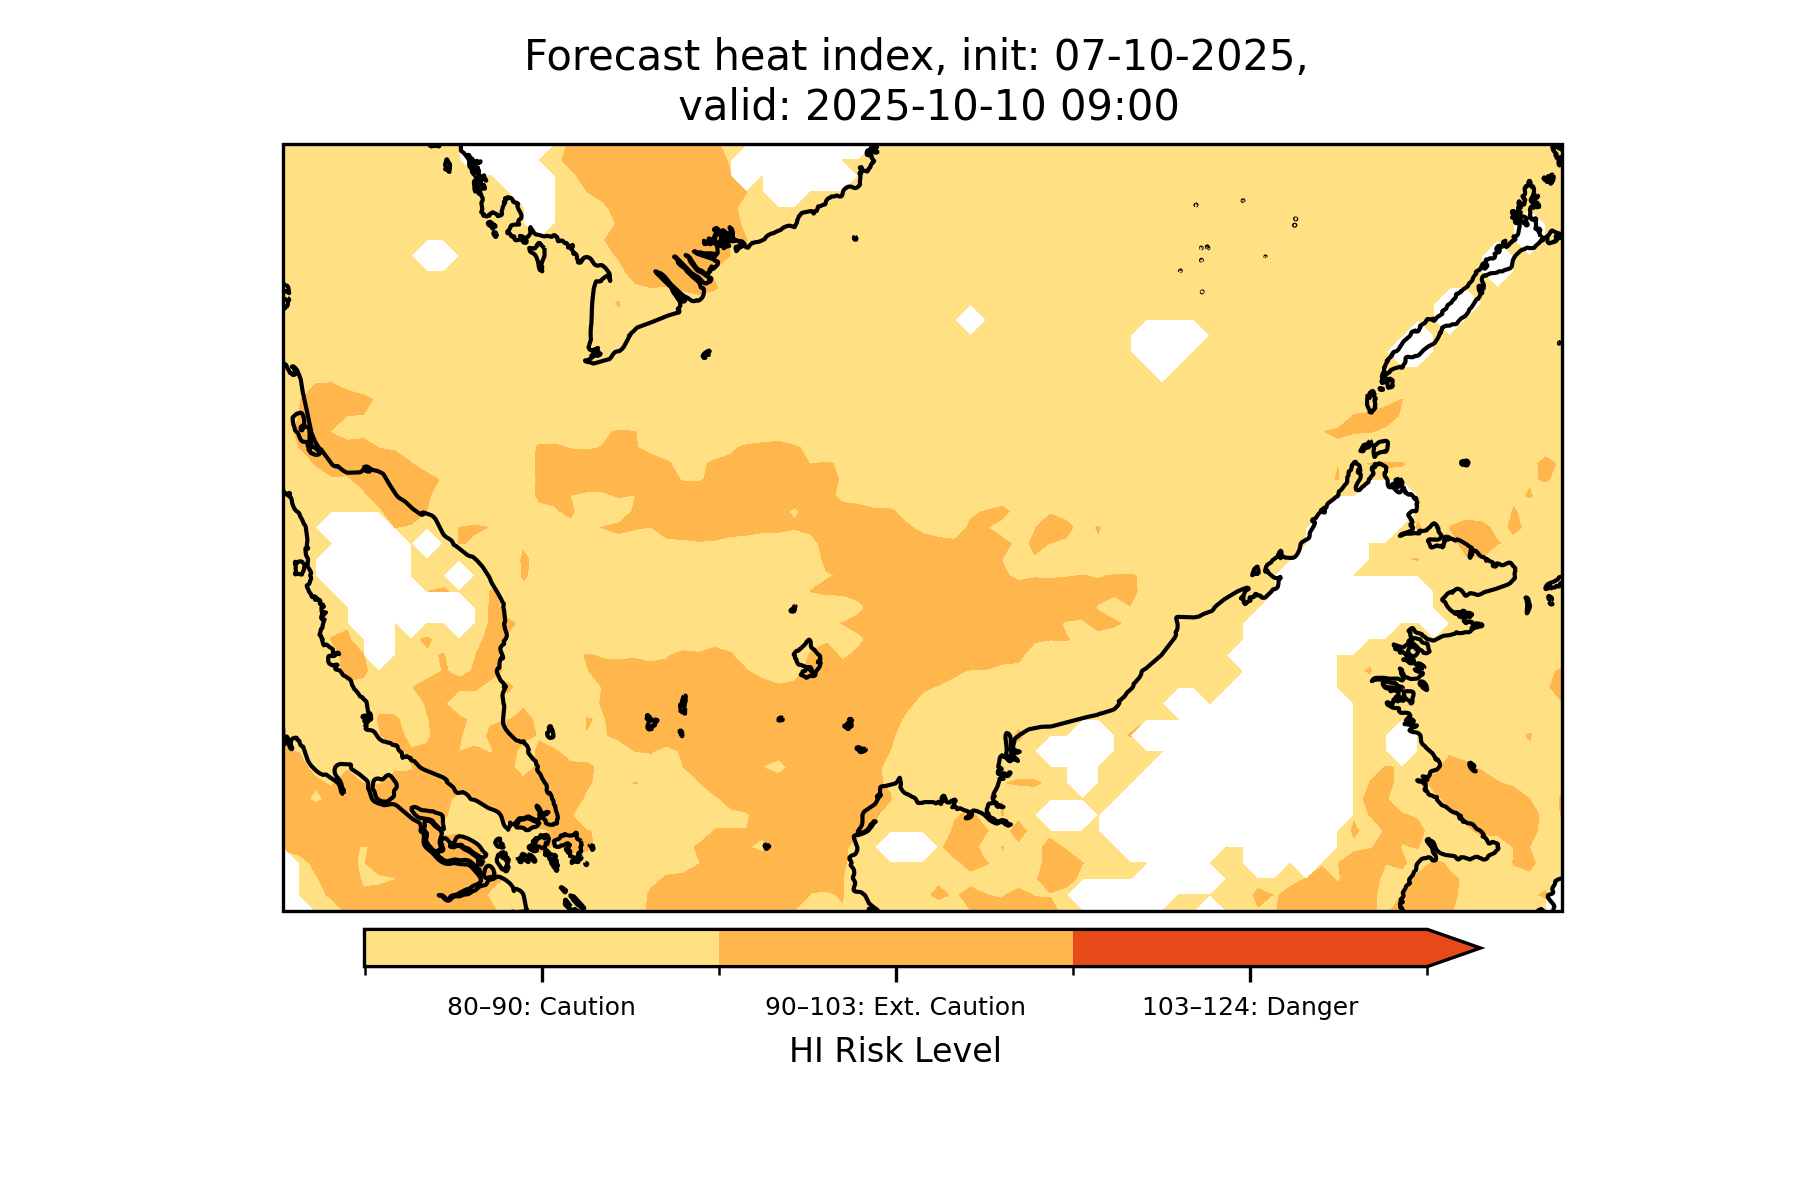 Forecast heat index, init: 07-10-2025,
valid: 2025-10-10 09:00
80–90: Caution
90–103: Ext. Caution
103–124: Danger
HI Risk Level